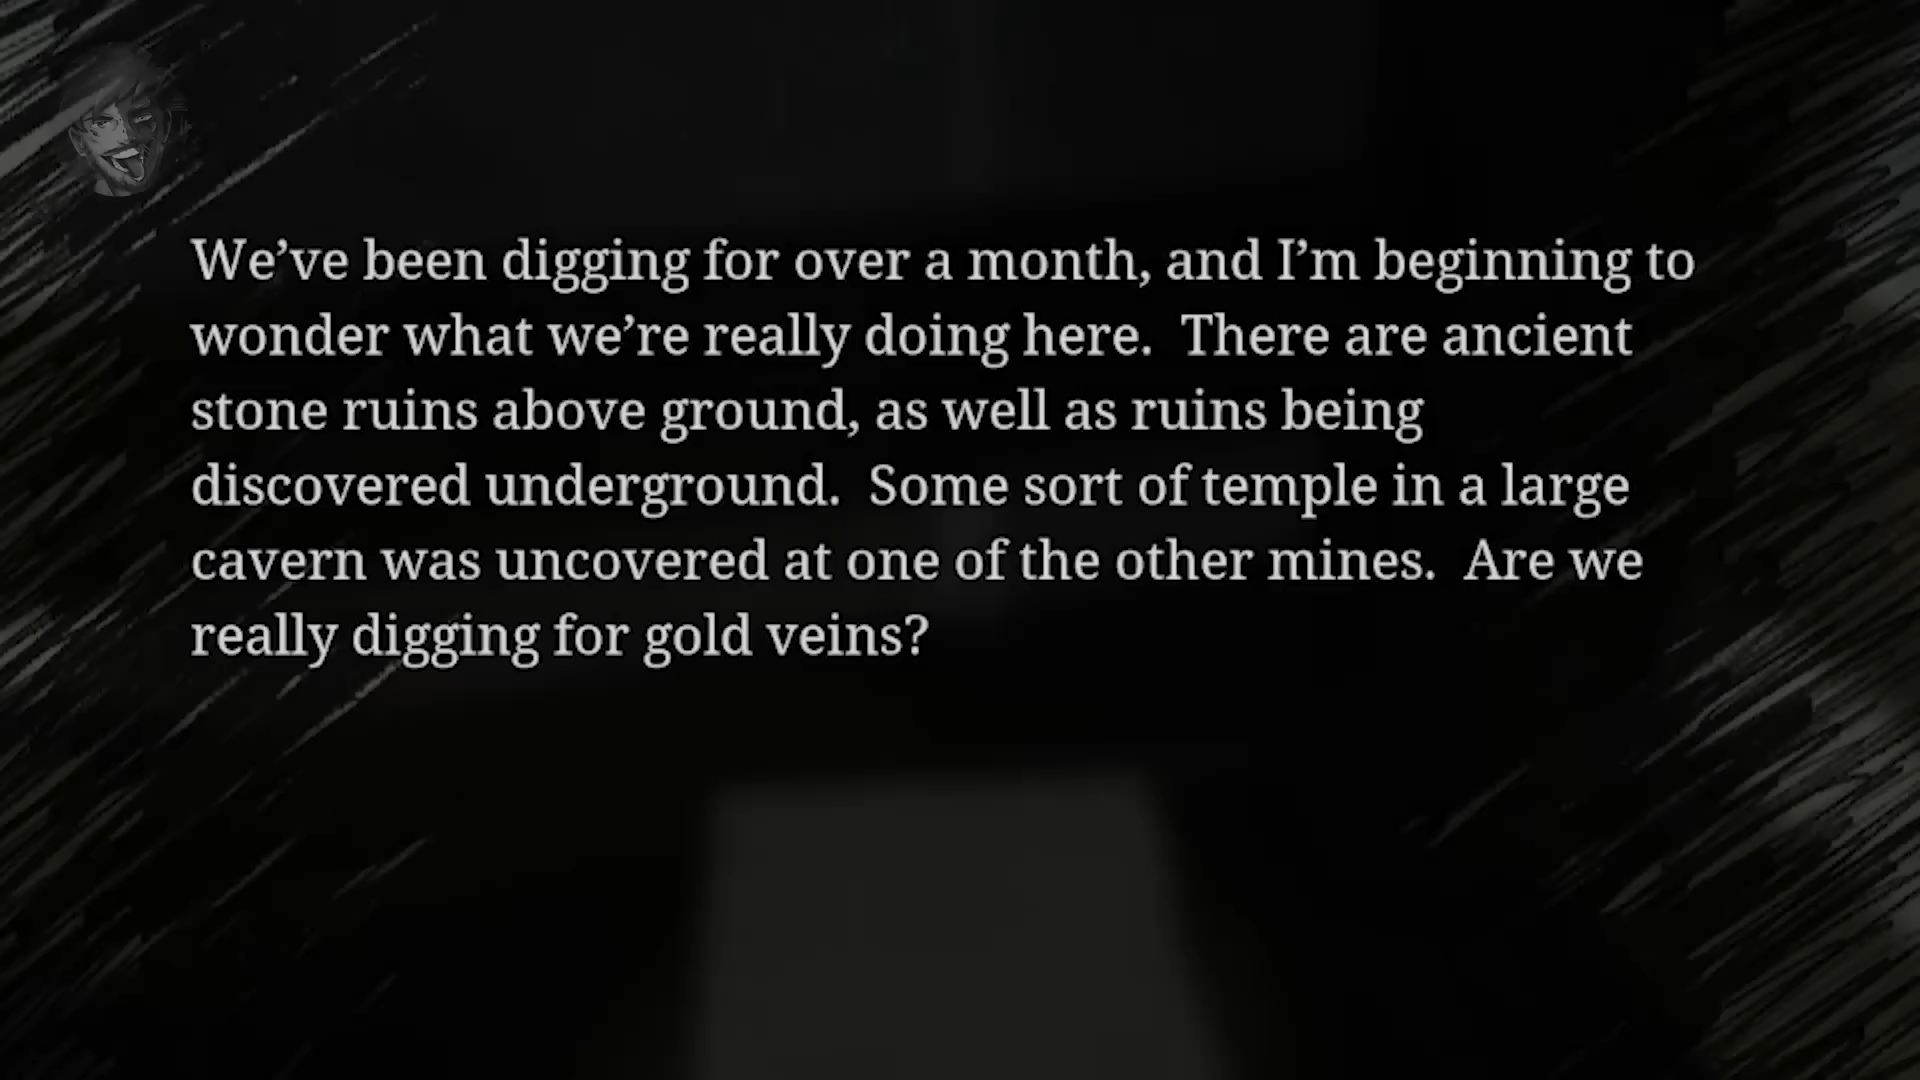 We’ve been digging for over a month, and I’m beginning to
wonder what we’re really doing here.  There are ancient
stone ruins above ground, as well as ruins being
discovered underground.  Some sort of temple in a large
cavern was uncovered at one of the other mines.  Are we
really digging for gold veins?